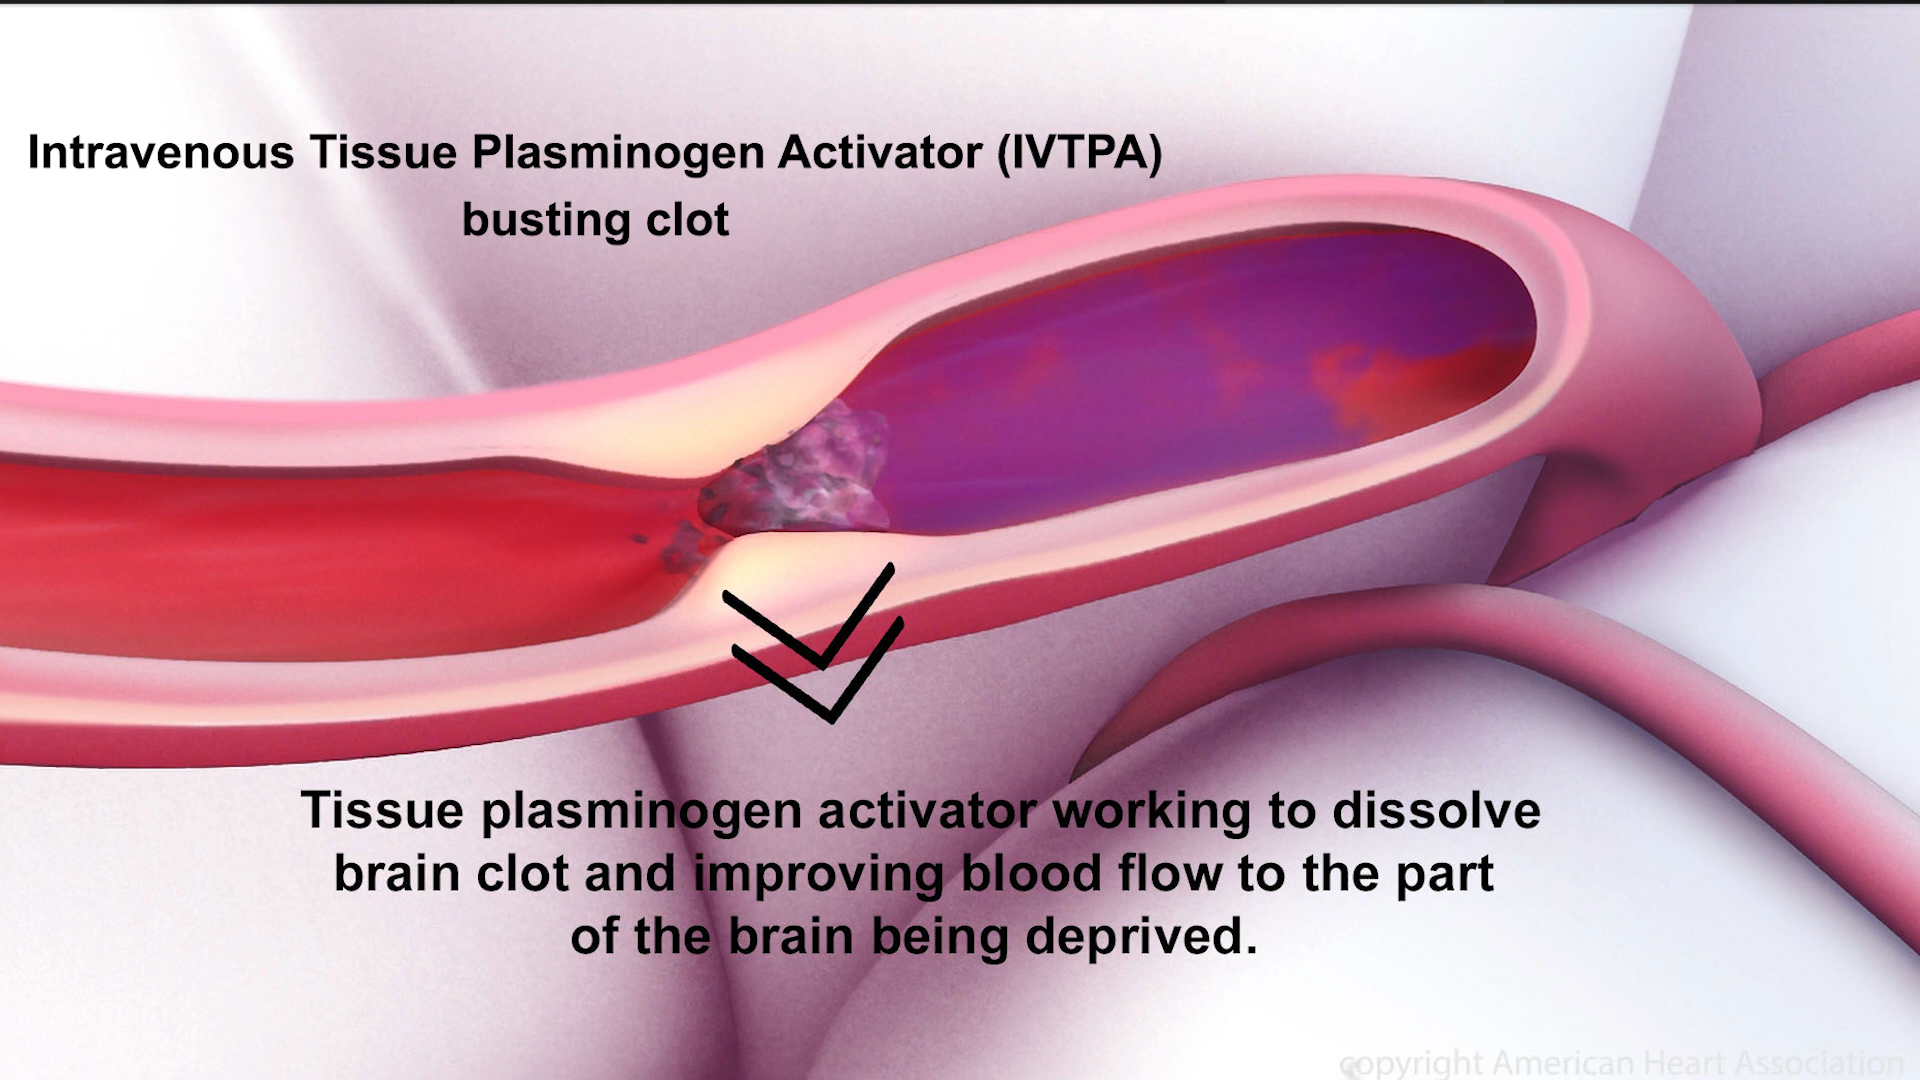 Intravenous Tissue Plasminogen Activator (IVTPA)
busting clot
Tissue plasminogen activator working to dissolve
brain clot and improving blood flow to the part
of the brain being deprived.
copyright American Heart Association